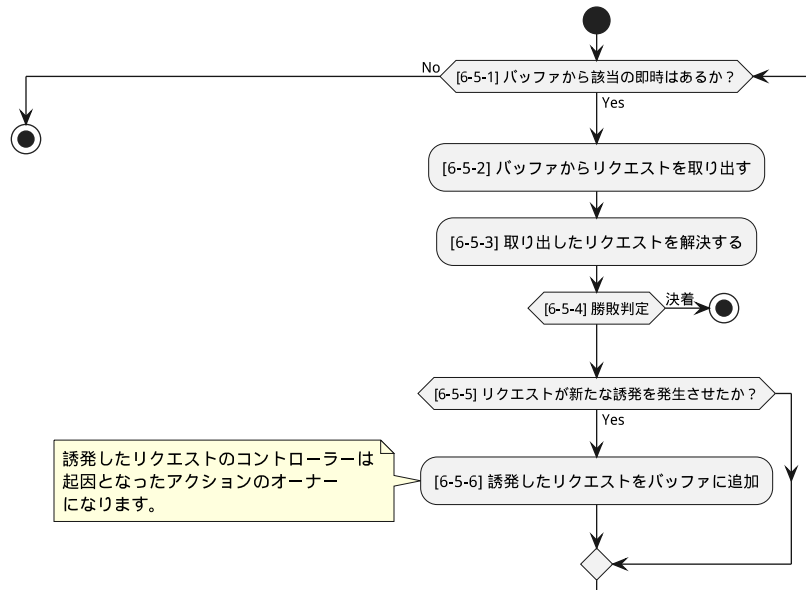 No
[6-5-1] バッファから該当の即時はあるか？
Yes
[6-5-2] バッファからリクエストを取り出す
[6-5-3] 取り出したリクエストを解決する
[6-5-4] 勝敗判定
決着
[6-5-5] リクエストが新たな誘発を発生させたか？
Yes
誘発したリクエストのコントローラーは
起因となったアクションのオーナー
になります。
[6-5-6] 誘発したリクエストをバッファに追加